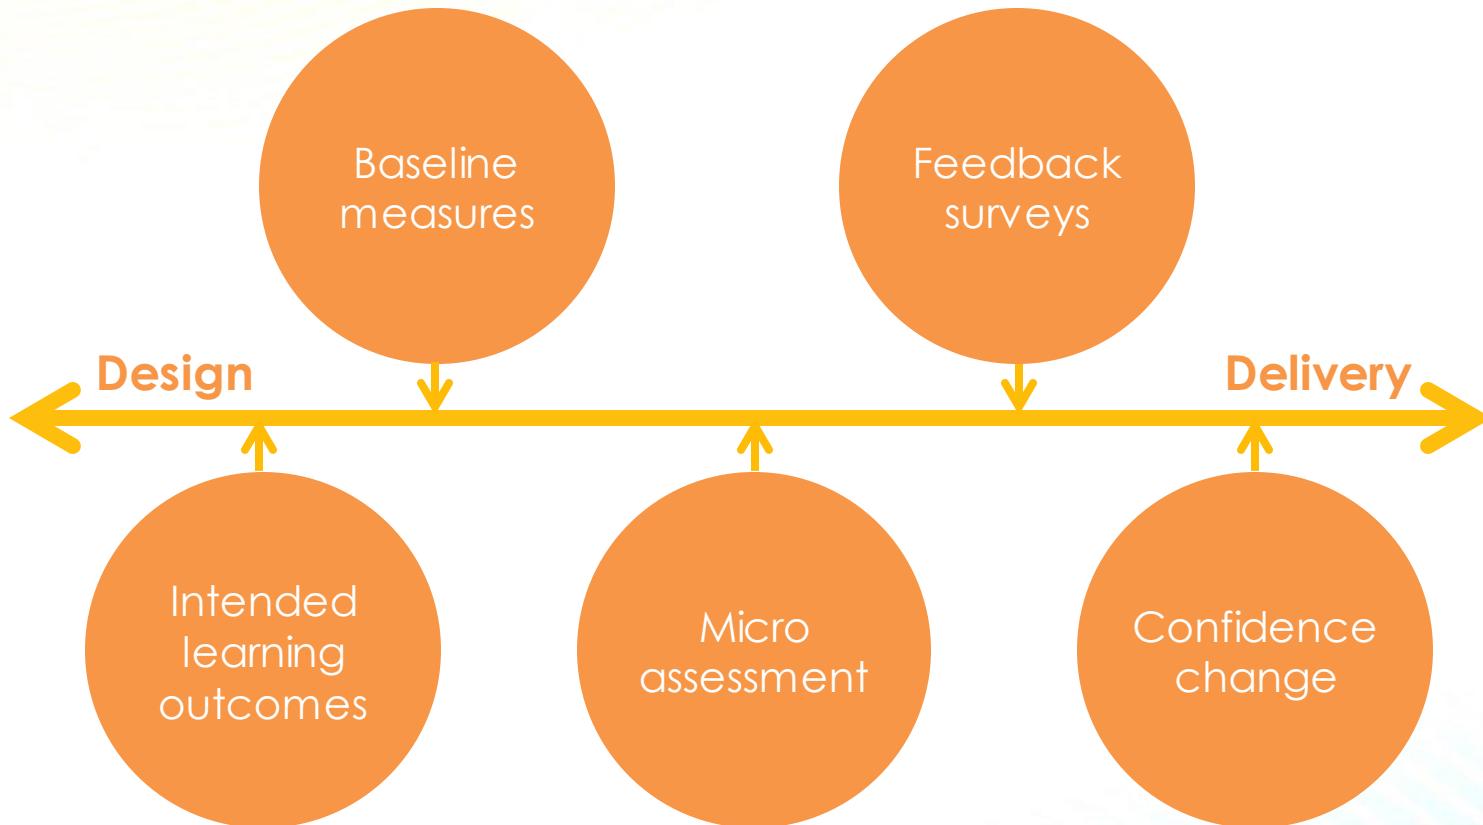 Baseline
measures
Feedback
surveys
Design
Delivery
Intended
learning
outcomes
Micro
assessment
Confidence
change